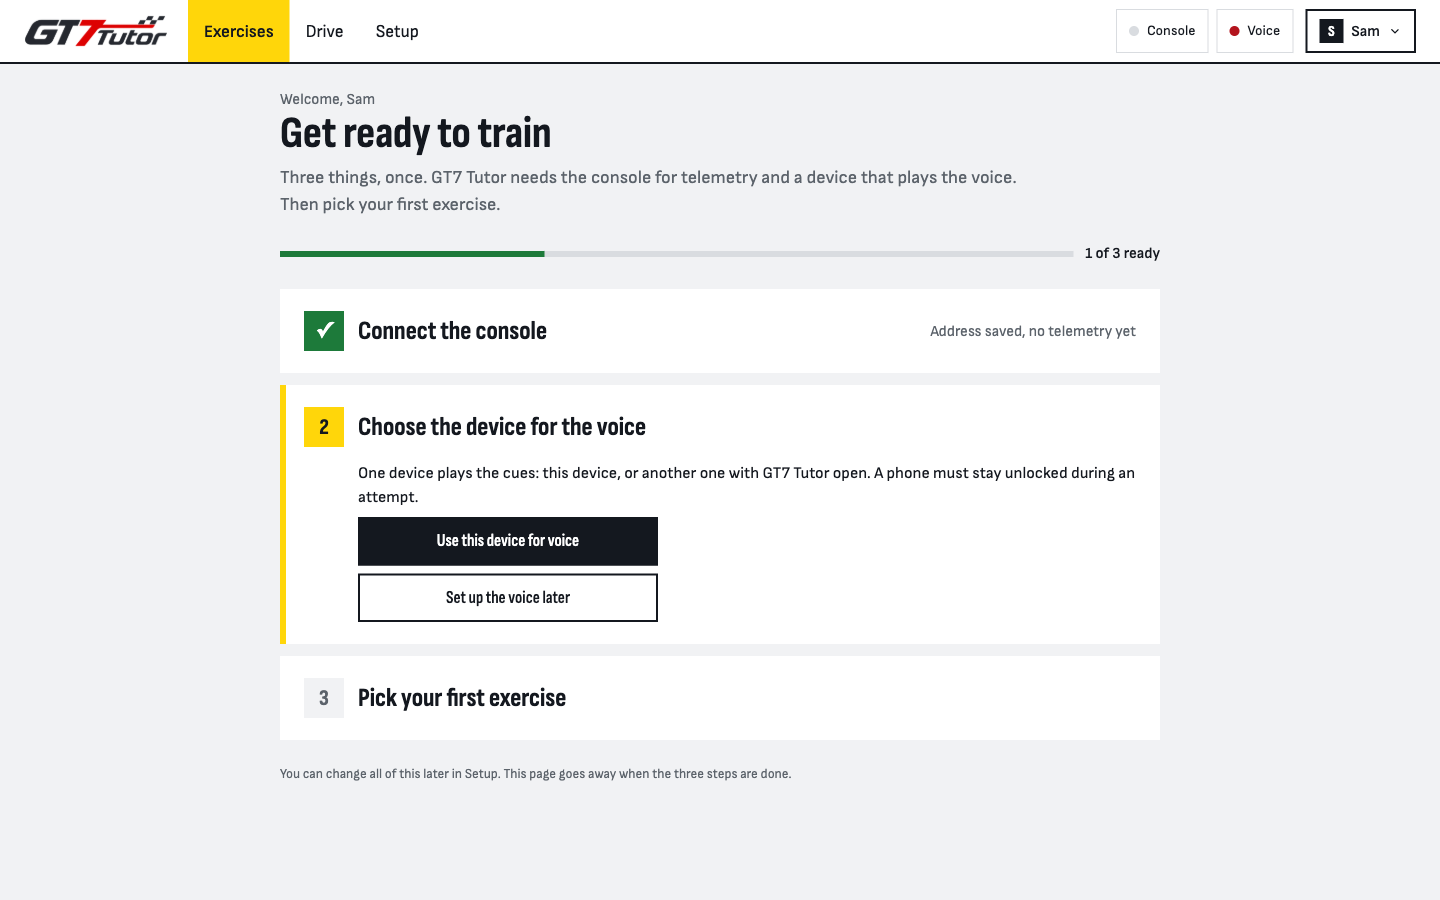 GT7 Tutor
Exercises
Drive
Setup
Console
Voice
S
Sam
Welcome, Sam
Get ready to train
Three things, once. GT7 Tutor needs the console for telemetry and a device that plays the voice.
Then pick your first exercise.
1 of 3 ready
Connect the console
Address saved, no telemetry yet
2
Choose the device for the voice
One device plays the cues: this device, or another one with GT7 Tutor open. A phone must stay unlocked during an
attempt.
Use this device for voice
Set up the voice later
3
Pick your first exercise
You can change all of this later in Setup. This page goes away when the three steps are done.